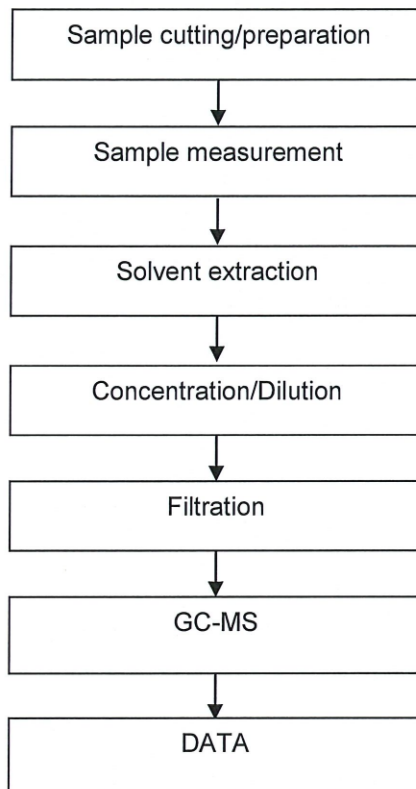 Sample cutting/preparation
Sample measurement
Solvent extraction
Concentration/Dilution
Filtration
GC-MS
DATA